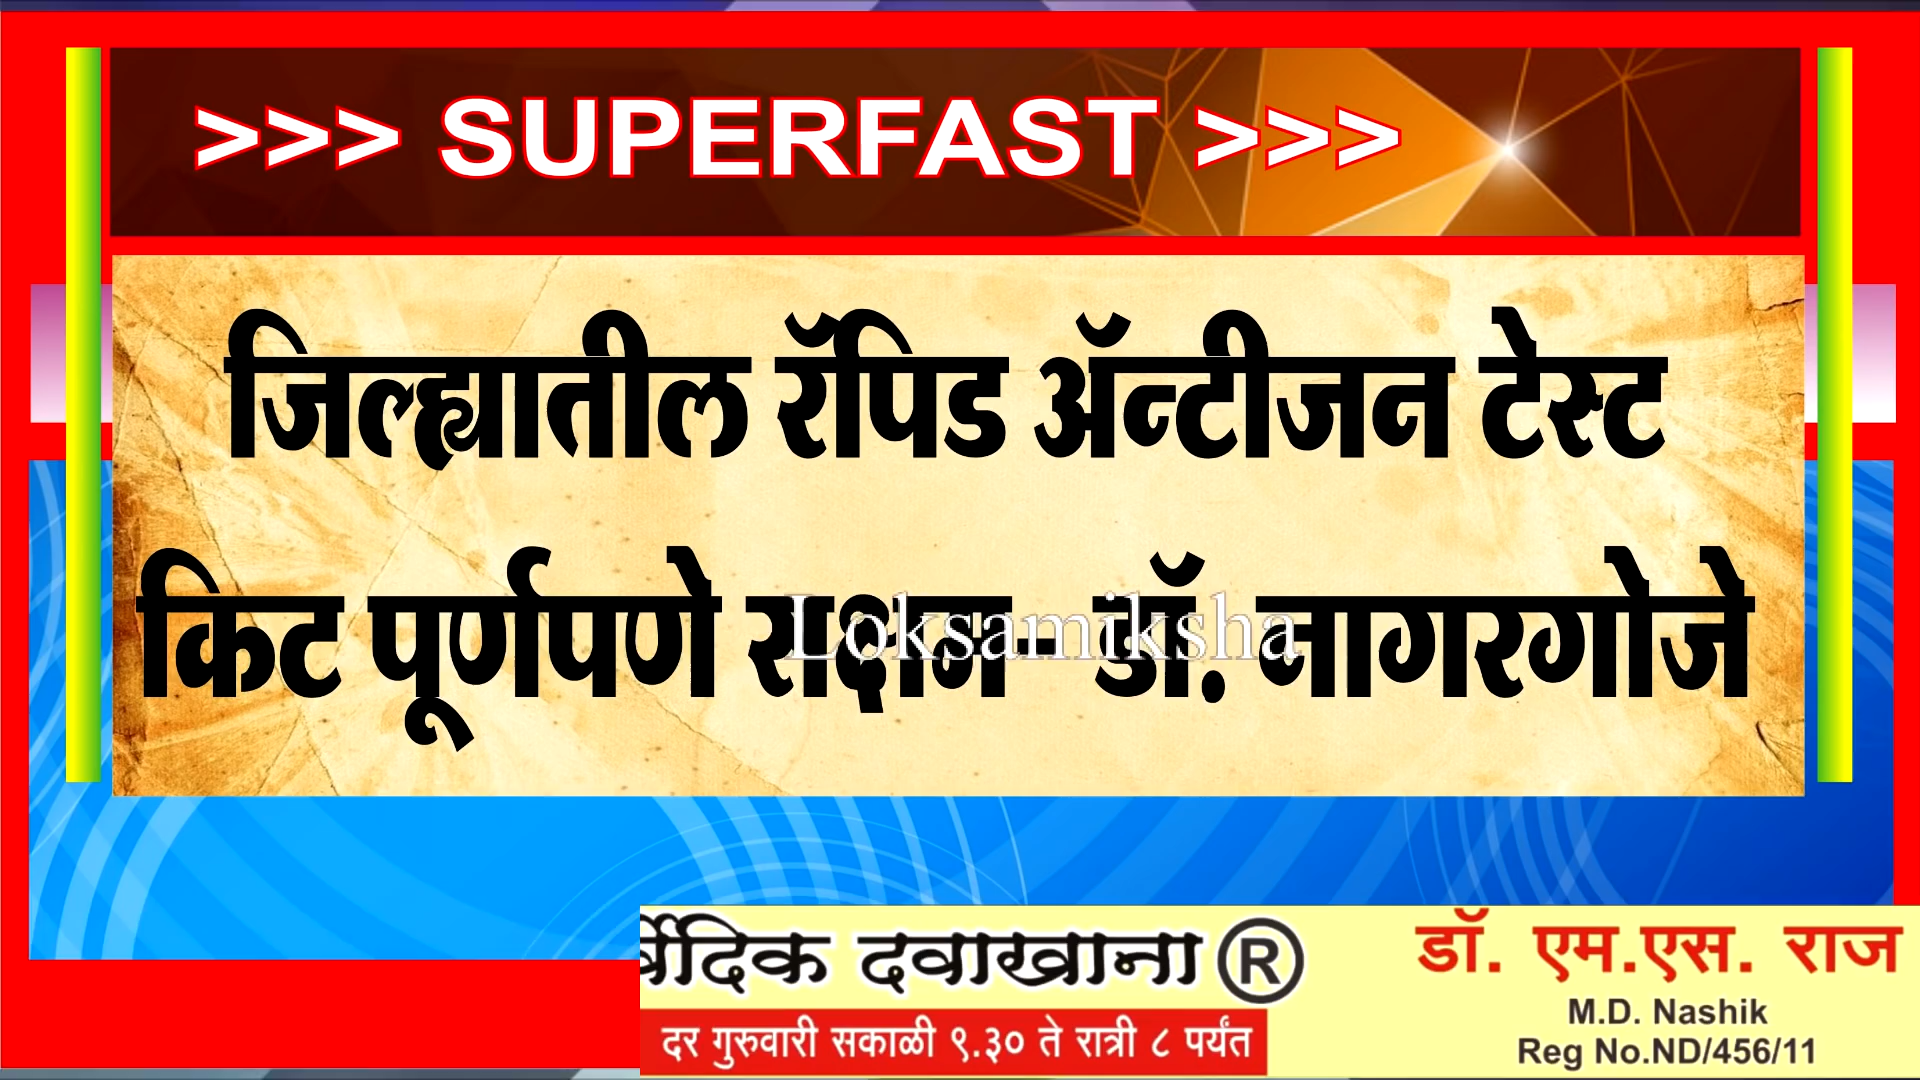 >>> SUPERFAST >>>
जिल्ह्यातील रॅपिड ॲन्टीजन टेस्ट
किट पूर्णपणे सक्षम- डॉ. नागरगोजे
Loksamiksha
र्वेदिक दवाखाना ®
दर गुरुवारी सकाळी ९.३० ते रात्री ८ पर्यंत
डॉ. एम.एस. राज
M.D. Nashik
Reg No.ND/456/11